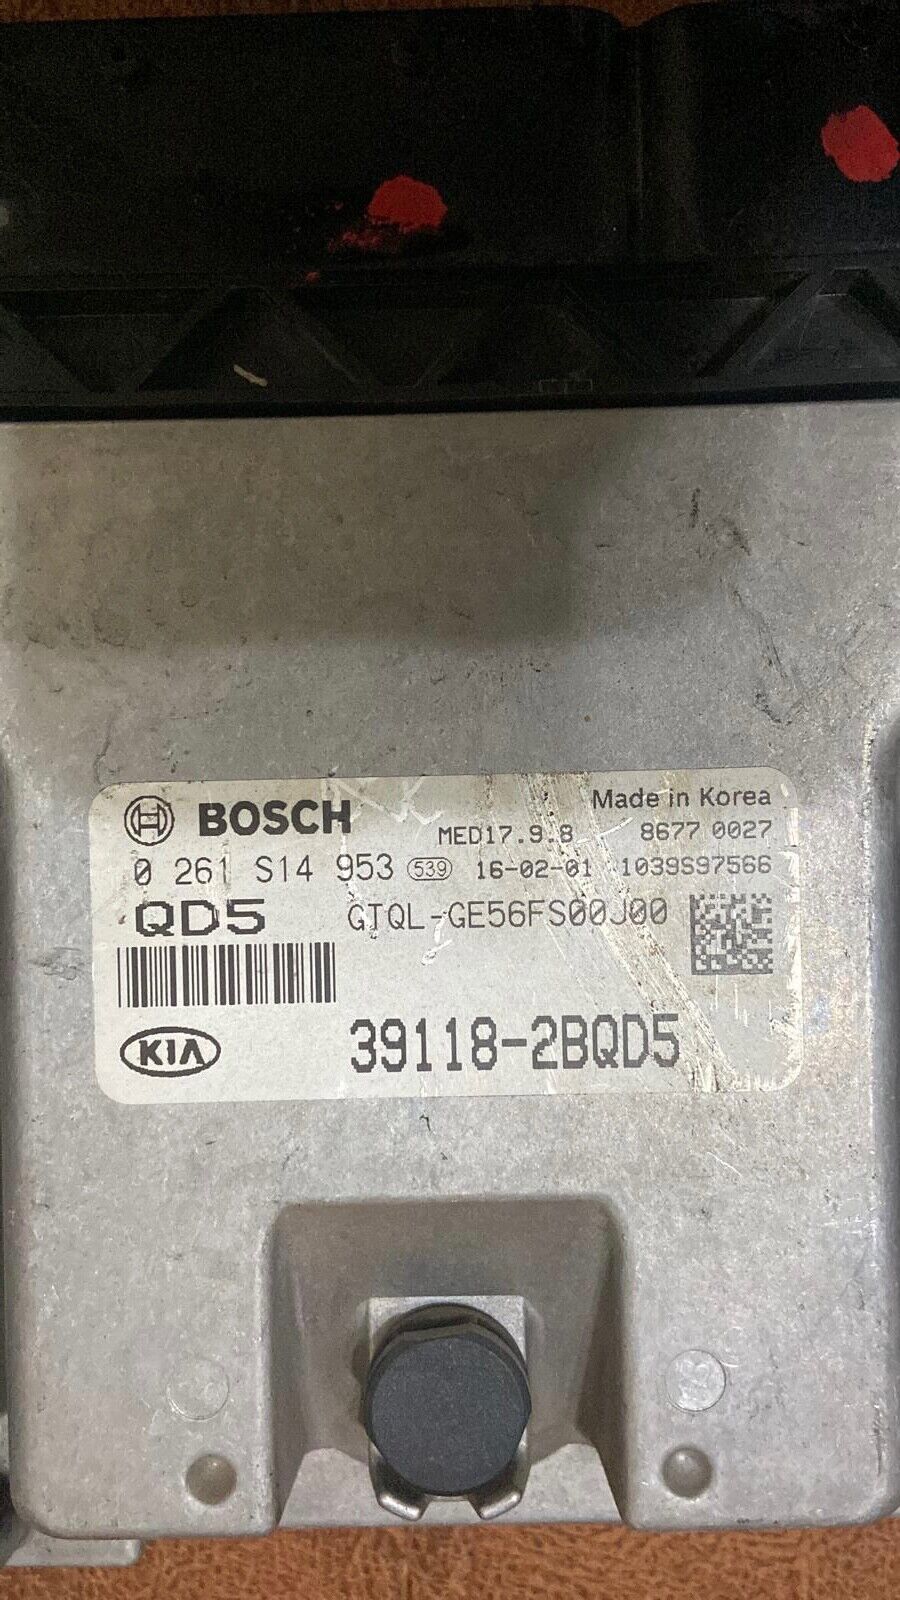 BOSCH Made in Korea
MED17.9.8 8677 0027
0 261 S14 953 539 16-02-01 1039S97566
QD5 GTQL-GE56FS00J00
KIA 39118-2BQD5